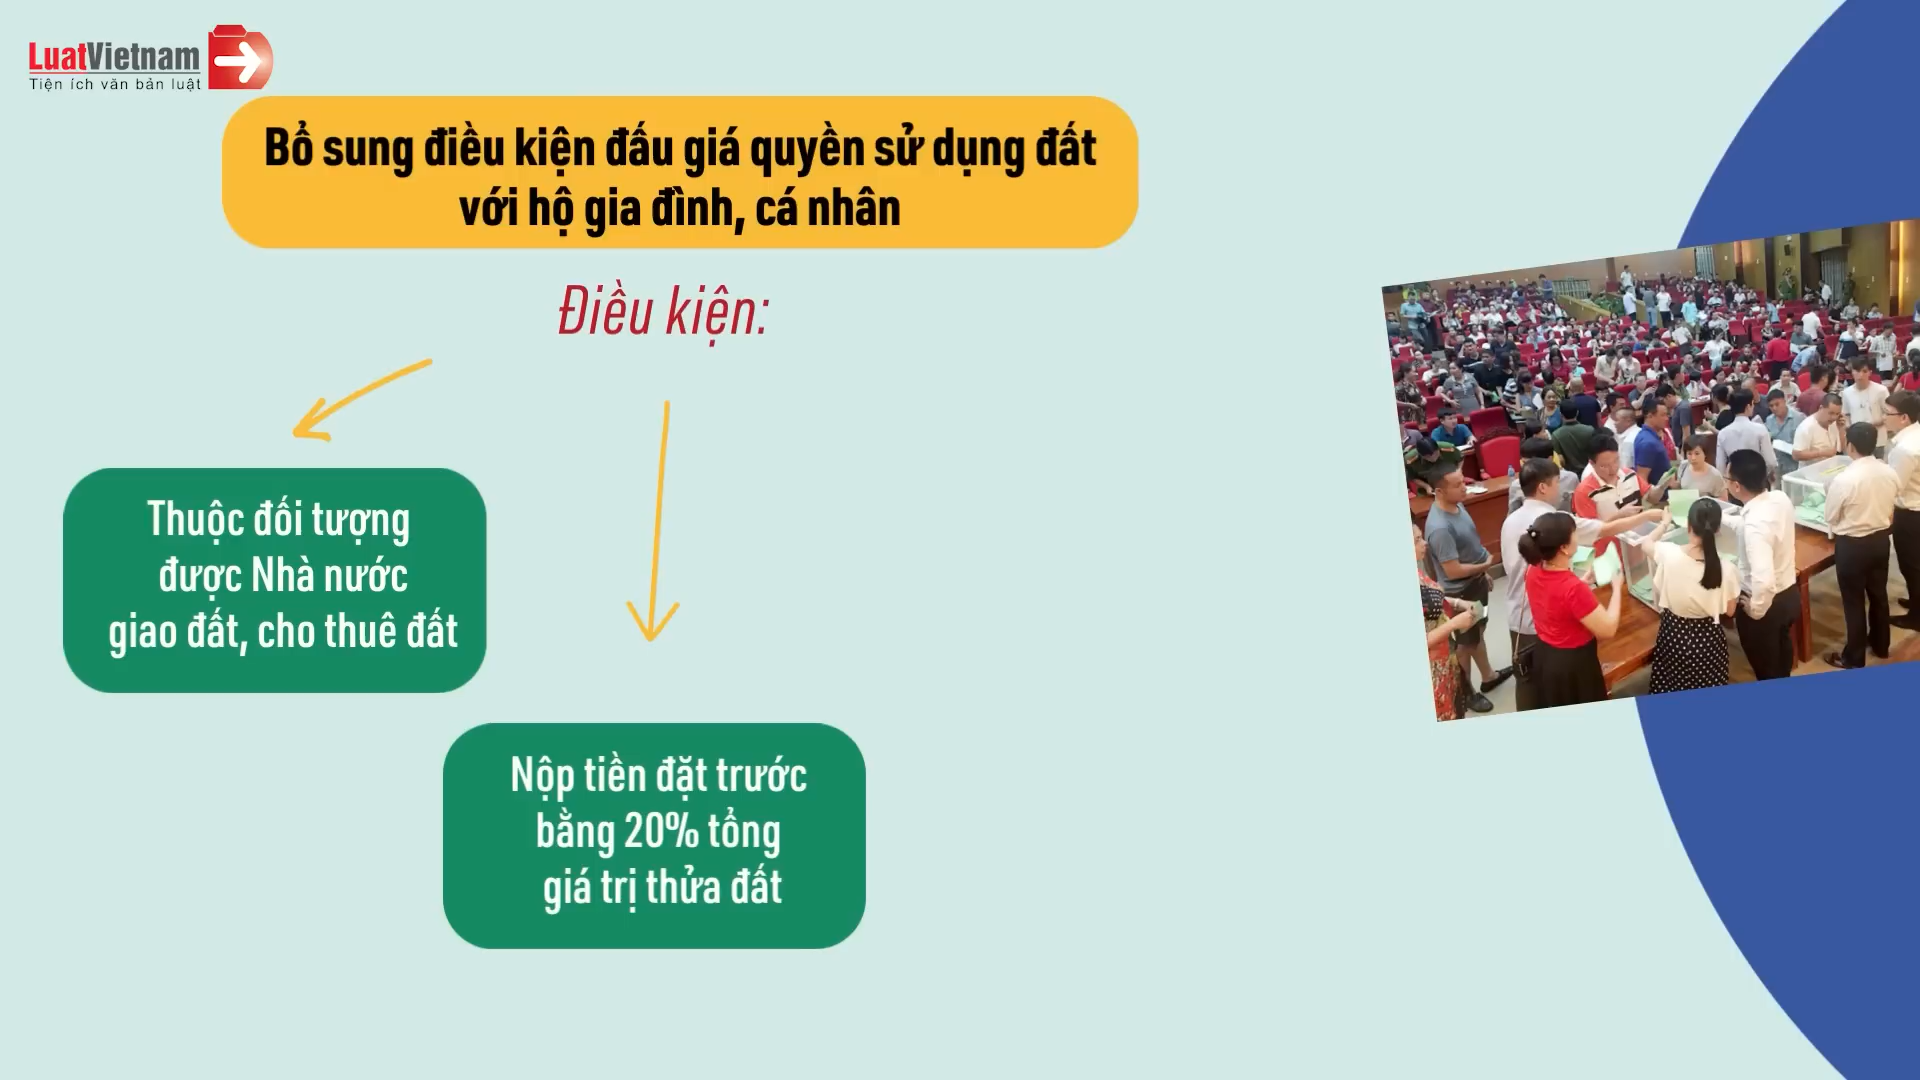 LuatVietnam
Tiện ích văn bản luật
Bổ sung điều kiện đấu giá quyền sử dụng đất
với hộ gia đình, cá nhân
Điều kiện:
Thuộc đối tượng
được Nhà nước
giao đất, cho thuê đất
Nộp tiền đặt trước
bằng 20% tổng
giá trị thửa đất